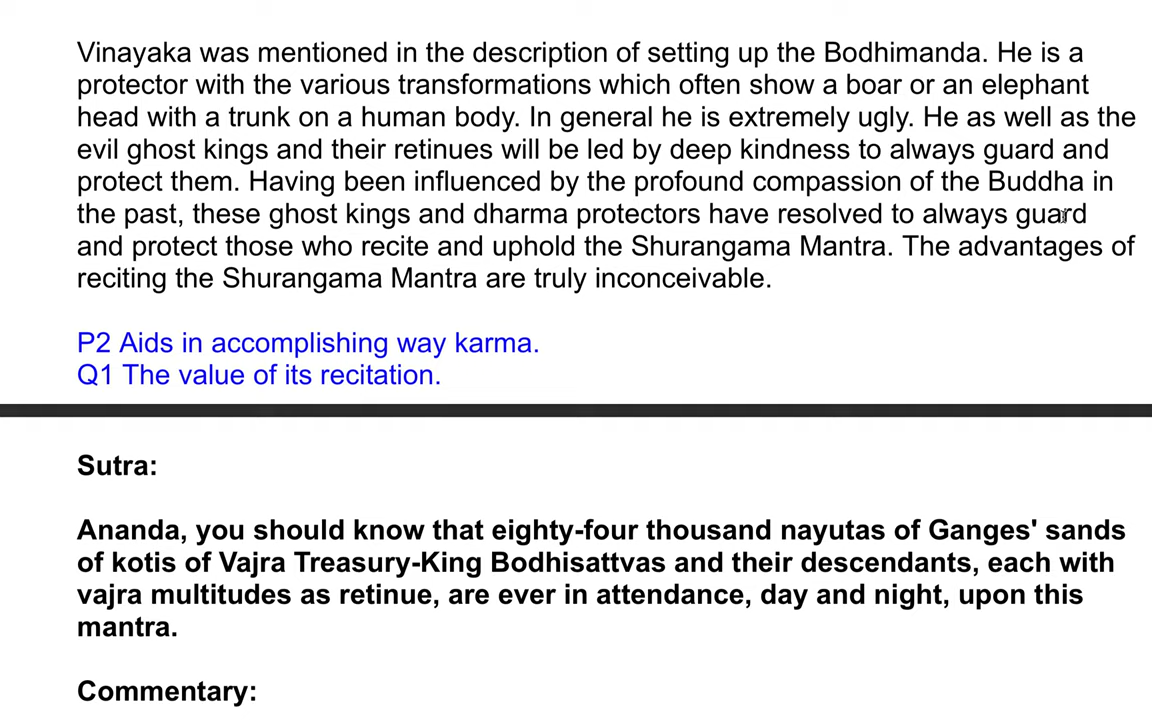 Vinayaka was mentioned in the description of setting up the Bodhimanda. He is a
protector with the various transformations which often show a boar or an elephant
head with a trunk on a human body. In general he is extremely ugly. He as well as the
evil ghost kings and their retinues will be led by deep kindness to always guard and
protect them. Having been influenced by the profound compassion of the Buddha in
the past, these ghost kings and dharma protectors have resolved to always guard
and protect those who recite and uphold the Shurangama Mantra. The advantages of
reciting the Shurangama Mantra are truly inconceivable.
P2 Aids in accomplishing way karma.
Q1 The value of its recitation.
Sutra:
Ananda, you should know that eighty-four thousand nayutas of Ganges' sands
of kotis of Vajra Treasury-King Bodhisattvas and their descendants, each with
vajra multitudes as retinue, are ever in attendance, day and night, upon this
mantra.
Commentary: